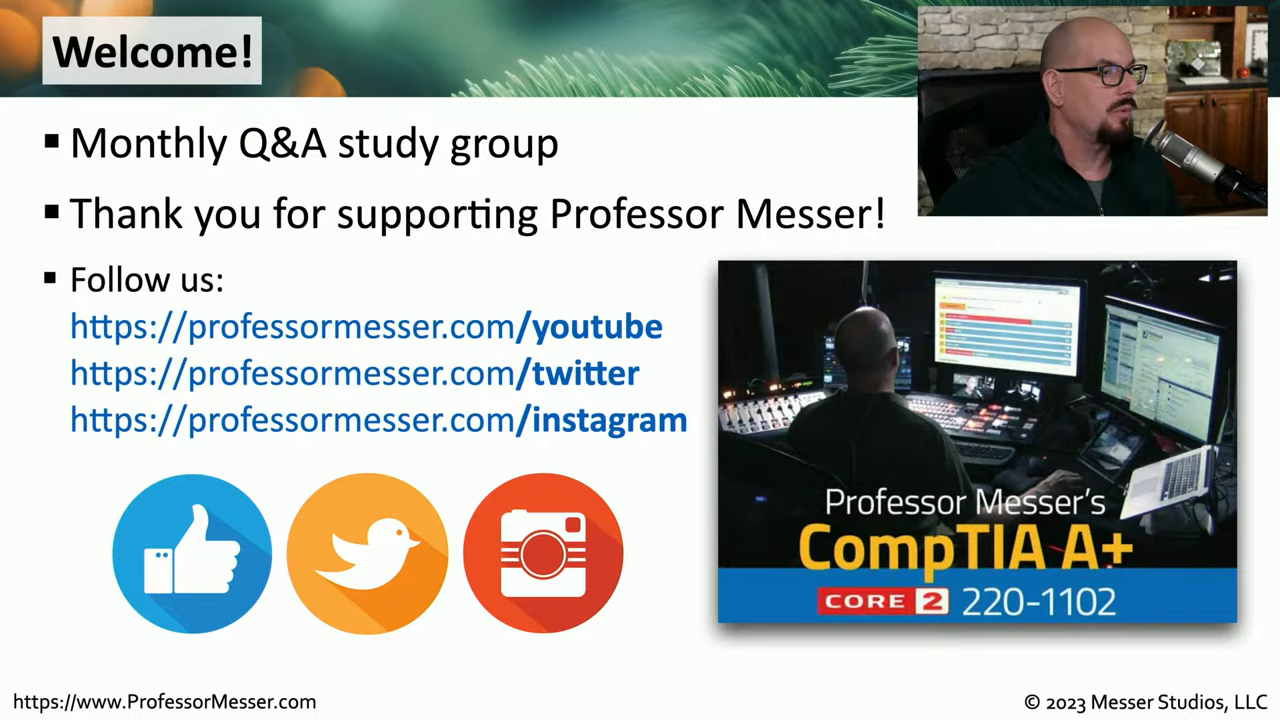 Welcome!
▪ Monthly Q&A study group
▪ Thank you for supporting Professor Messer!
▪ Follow us:
https://professormesser.com/youtube
https://professormesser.com/twitter
https://professormesser.com/instagram
Professor Messer's
CompTIA A+
CORE 2 220-1102
https://www.ProfessorMesser.com
© 2023 Messer Studios, LLC